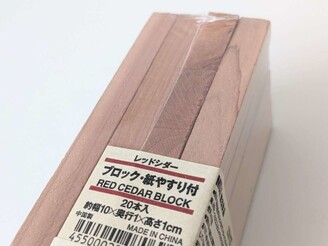 レッドシダー
ブロック・紙やすり付
RED CEDAR BLOCK
20本入
約幅10×奥行1×高さ1cm
中国製 MADE IN CHINA